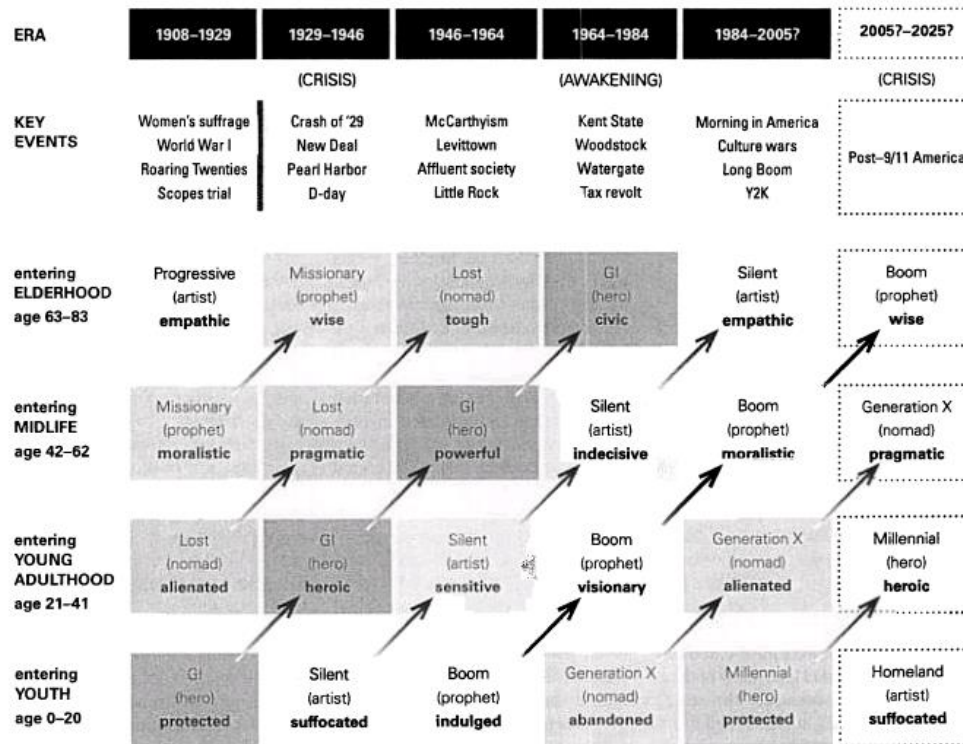 ERA
1908–1929
1929–1946
1946–1964
1964–1984
1984–2005?
2005?–2025?
(CRISIS)
(AWAKENING)
(CRISIS)
KEY
EVENTS
Women's suffrage
World War I
Roaring Twenties
Scopes trial
Crash of '29
New Deal
Pearl Harbor
D-day
McCarthyism
Levittown
Affluent society
Little Rock
Kent State
Woodstock
Watergate
Tax revolt
Morning in America
Culture wars
Long Boom
Y2K
Post–9/11 America
entering
ELDERHOOD
age 63–83
Progressive
(artist)
empathic
Missionary
(prophet)
wise
Lost
(nomad)
tough
GI
(hero)
civic
Silent
(artist)
empathic
Boom
(prophet)
wise
entering
MIDLIFE
age 42–62
Missionary
(prophet)
moralistic
Lost
(nomad)
pragmatic
GI
(hero)
powerful
Silent
(artist)
indecisive
Boom
(prophet)
moralistic
Generation X
(nomad)
pragmatic
entering
YOUNG
ADULTHOOD
age 21–41
Lost
(nomad)
alienated
GI
(hero)
heroic
Silent
(artist)
sensitive
Boom
(prophet)
visionary
Generation X
(nomad)
alienated
Millennial
(hero)
heroic
entering
YOUTH
age 0–20
GI
(hero)
protected
Silent
(artist)
suffocated
Boom
(prophet)
indulged
Generation X
(nomad)
abandoned
Millennial
(hero)
protected
Homeland
(artist)
suffocated